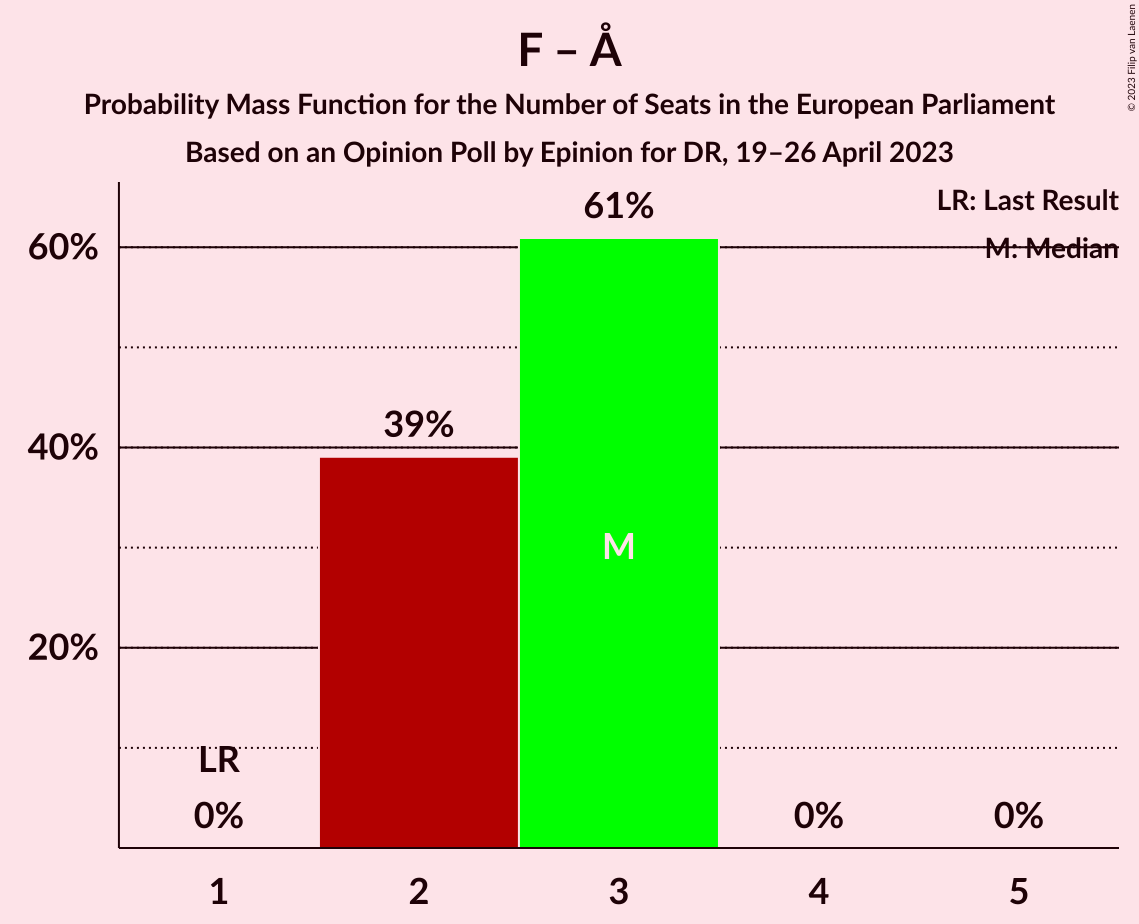 F – Å
Probability Mass Function for the Number of Seats in the European Parliament
Based on an Opinion Poll by Epinion for DR, 19–26 April 2023
© 2023 Filip van Laenen
LR: Last Result
M: Median
60%
40%
20%
61%
39%
M
LR
0%
0%
0%
1
2
3
4
5